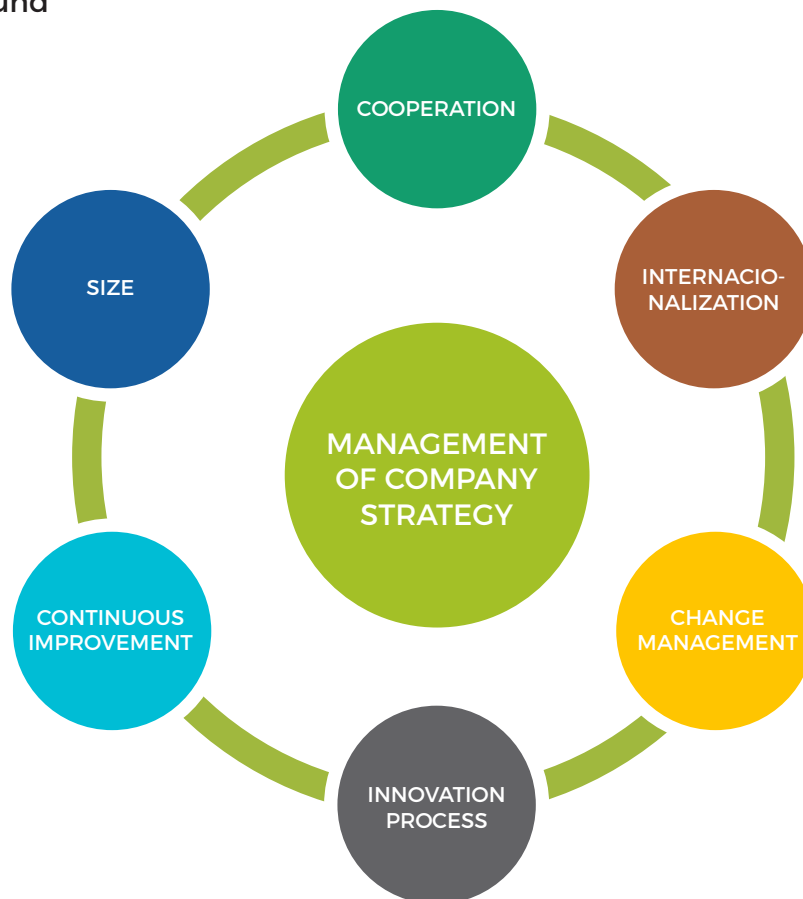 COOPERATION
INTERNACIO-
NALIZATION
SIZE
MANAGEMENT
OF COMPANY
STRATEGY
CONTINUOUS
IMPROVEMENT
CHANGE
MANAGEMENT
INNOVATION
PROCESS